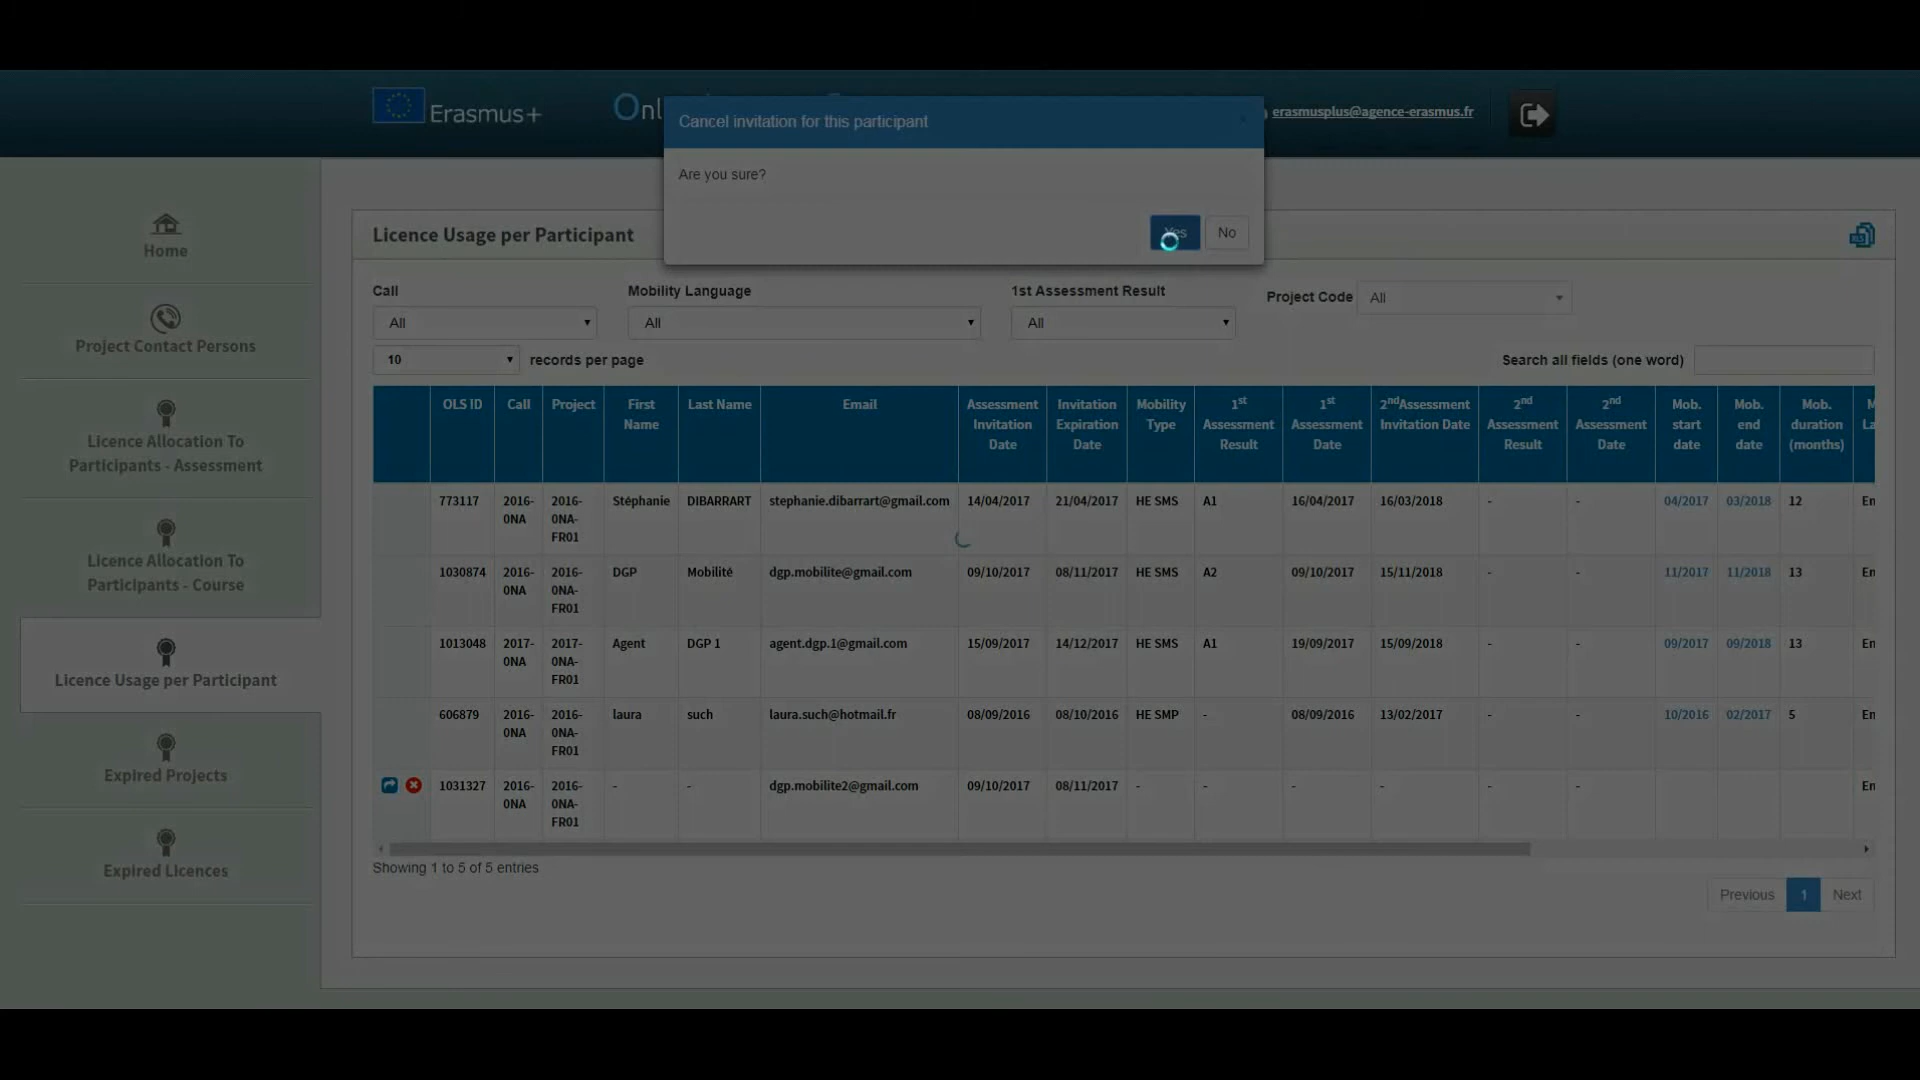 Erasmus+
Onl
erasmusplus@agence-erasmus.fr
Cancel invitation for this participant
Are you sure?
Yes No
Home
Project Contact Persons
Licence Allocation To
Participants - Assessment
Licence Allocation To
Participants - Course
Licence Usage per Participant
Expired Projects
Expired Licences
Licence Usage per Participant
Call Mobility Language 1st Assessment Result Project Code All
All All All
10 records per page Search all fields (one word)
OLS ID Call Project First Last Name Email Assessment Invitation Mobility 1st 1st 2nd Assessment 2nd 2nd Mob. Mob. Mob. M
Name Invitation Expiration Type Assessment Assessment Invitation Date Assessment Assessment start end duration La
Date Date Result Date Result Date date date (months)
773117 2016- 2016- Stéphanie DIBARRART stephanie.dibarrart@gmail.com 14/04/2017 21/04/2017 HE SMS A1 16/04/2017 16/03/2018 - - 04/2017 03/2018 12 En
0NA 0NA-
FR01
1030874 2016- 2016- DGP Mobilité dgp.mobilite@gmail.com 09/10/2017 08/11/2017 HE SMS A2 09/10/2017 15/11/2018 - - 11/2017 11/2018 13 En
0NA 0NA-
FR01
1013048 2017- 2017- Agent DGP 1 agent.dgp.1@gmail.com 15/09/2017 14/12/2017 HE SMS A1 19/09/2017 15/09/2018 - - 09/2017 09/2018 13 En
0NA 0NA-
FR01
606879 2016- 2016- laura such laura.such@hotmail.fr 08/09/2016 08/10/2016 HE SMP - 08/09/2016 13/02/2017 - - 10/2016 02/2017 5 En
0NA 0NA-
FR01
1031327 2016- 2016- - - dgp.mobilite2@gmail.com 09/10/2017 08/11/2017 - - - - - - En
0NA 0NA-
FR01
Showing 1 to 5 of 5 entries
Previous 1 Next